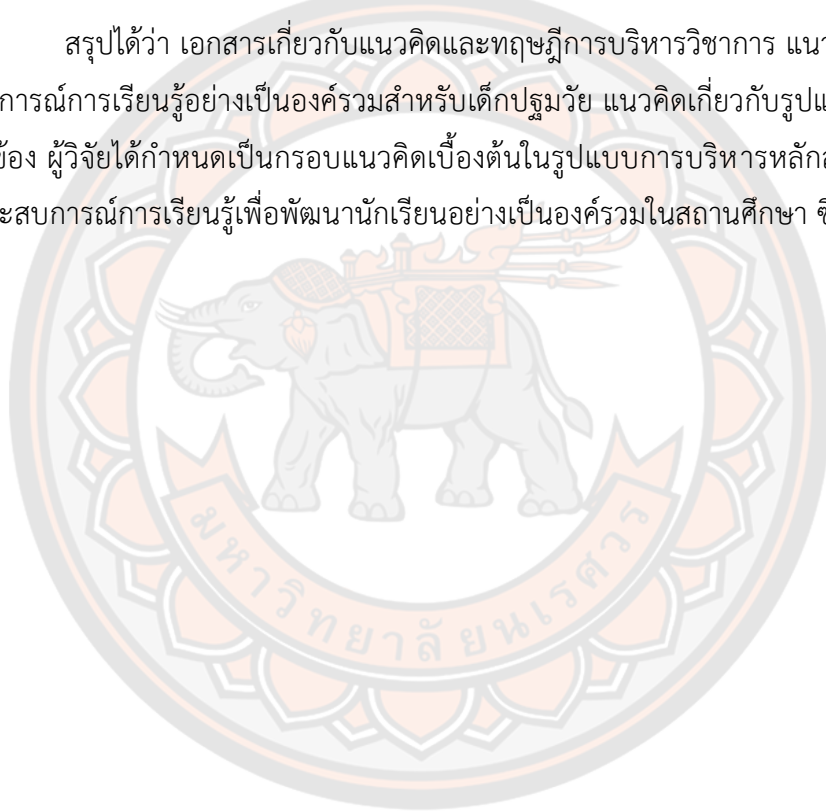 สรุปได้ว่า เอกสารเกี่ยวกับแนวคิดและทฤษฎีการบริหารวิชาการ
การณ์การเรียนรู้อย่างเป็นองค์รวมสำหรับเด็กปฐมวัย แนวคิดเกี่ยวกับ
ข้อง ผู้วิจัยได้กำหนดเป็นกรอบแนวคิดเบื้องต้นในรูปแบบการบริหาร
ะสบการณ์การเรียนรู้เพื่อพัฒนานักเรียนอย่างเป็นองค์รวมในสถานศึกษา
มหาวิทยาลัยนเรศวร